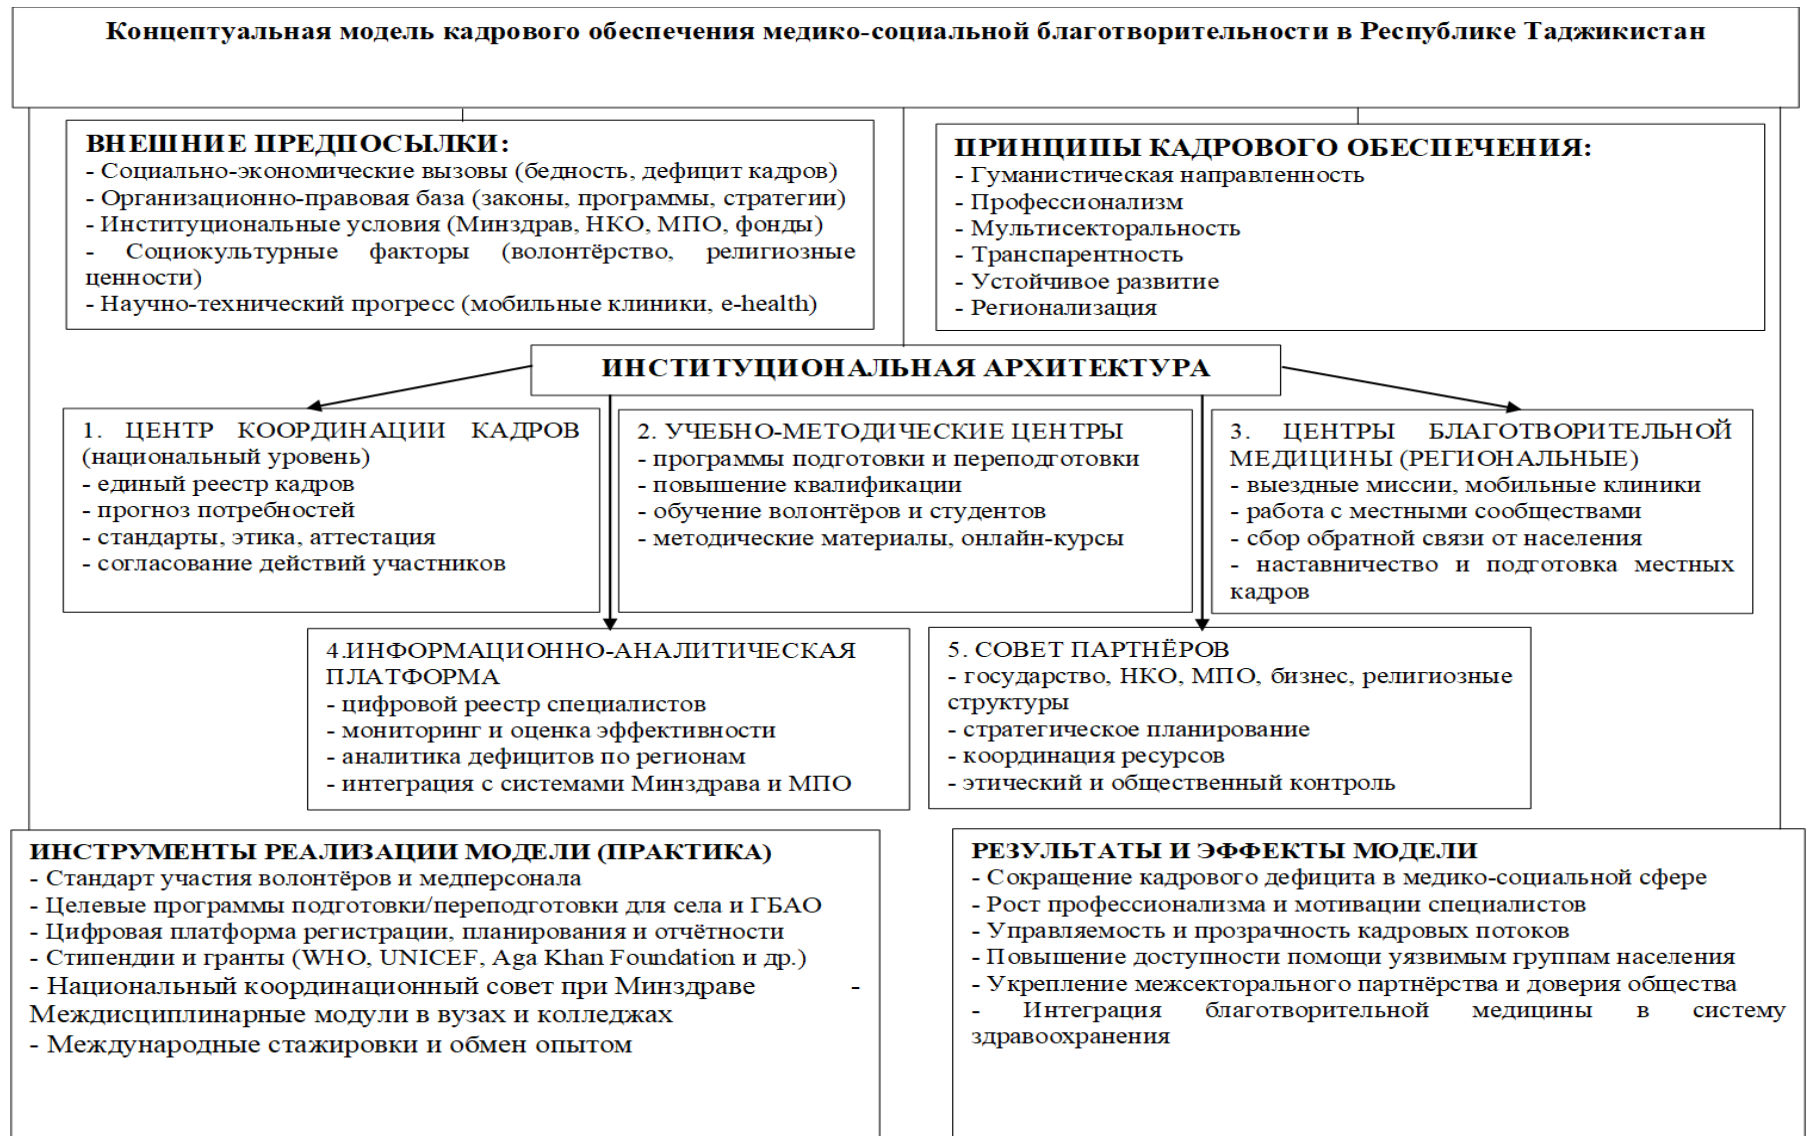 Концептуальная модель кадрового обеспечения медико-социальной благотворительности в Республике Таджикистан
ВНЕШНИЕ ПРЕДПОСЫЛКИ:
- Социально-экономические вызовы (бедность, дефицит кадров)
- Организационно-правовая база (законы, программы, стратегии)
- Институциональные условия (Минздрав, НКО, МПО, фонды)
- Социокультурные факторы (волонтёрство, религиозные
ценности)
- Научно-технический прогресс (мобильные клиники, e-health)
ПРИНЦИПЫ КАДРОВОГО ОБЕСПЕЧЕНИЯ:
- Гуманистическая направленность
- Профессионализм
- Мультисекторальность
- Транспарентность
- Устойчивое развитие
- Регионализация
ИНСТИТУЦИОНАЛЬНАЯ АРХИТЕКТУРА
1. ЦЕНТР КООРДИНАЦИИ КАДРОВ
(национальный уровень)
- единый реестр кадров
- прогноз потребностей
- стандарты, этика, аттестация
- согласование действий участников
2. УЧЕБНО-МЕТОДИЧЕСКИЕ ЦЕНТРЫ
- программы подготовки и переподготовки
- повышение квалификации
- обучение волонтёров и студентов
- методические материалы, онлайн-курсы
3. ЦЕНТРЫ БЛАГОТВОРИТЕЛЬНОЙ
МЕДИЦИНЫ (РЕГИОНАЛЬНЫЕ)
- выездные миссии, мобильные клиники
- работа с местными сообществами
- сбор обратной связи от населения
- наставничество и подготовка местных
кадров
4.ИНФОРМАЦИОННО-АНАЛИТИЧЕСКАЯ
ПЛАТФОРМА
- цифровой реестр специалистов
- мониторинг и оценка эффективности
- аналитика дефицитов по регионам
- интеграция с системами Минздрава и МПО
5. СОВЕТ ПАРТНЁРОВ
- государство, НКО, МПО, бизнес, религиозные
структуры
- стратегическое планирование
- координация ресурсов
- этический и общественный контроль
ИНСТРУМЕНТЫ РЕАЛИЗАЦИИ МОДЕЛИ (ПРАКТИКА)
- Стандарт участия волонтёров и медперсонала
- Целевые программы подготовки/переподготовки для села и ГБАО
- Цифровая платформа регистрации, планирования и отчётности
- Стипендии и гранты (WHO, UNICEF, Aga Khan Foundation и др.)
- Национальный координационный совет при Минздраве -
Междисциплинарные модули в вузах и колледжах
- Международные стажировки и обмен опытом
РЕЗУЛЬТАТЫ И ЭФФЕКТЫ МОДЕЛИ
- Сокращение кадрового дефицита в медико-социальной сфере
- Рост профессионализма и мотивации специалистов
- Управляемость и прозрачность кадровых потоков
- Повышение доступности помощи уязвимым группам населения
- Укрепление межсекторального партнёрства и доверия общества
- Интеграция благотворительной медицины в систему
здравоохранения